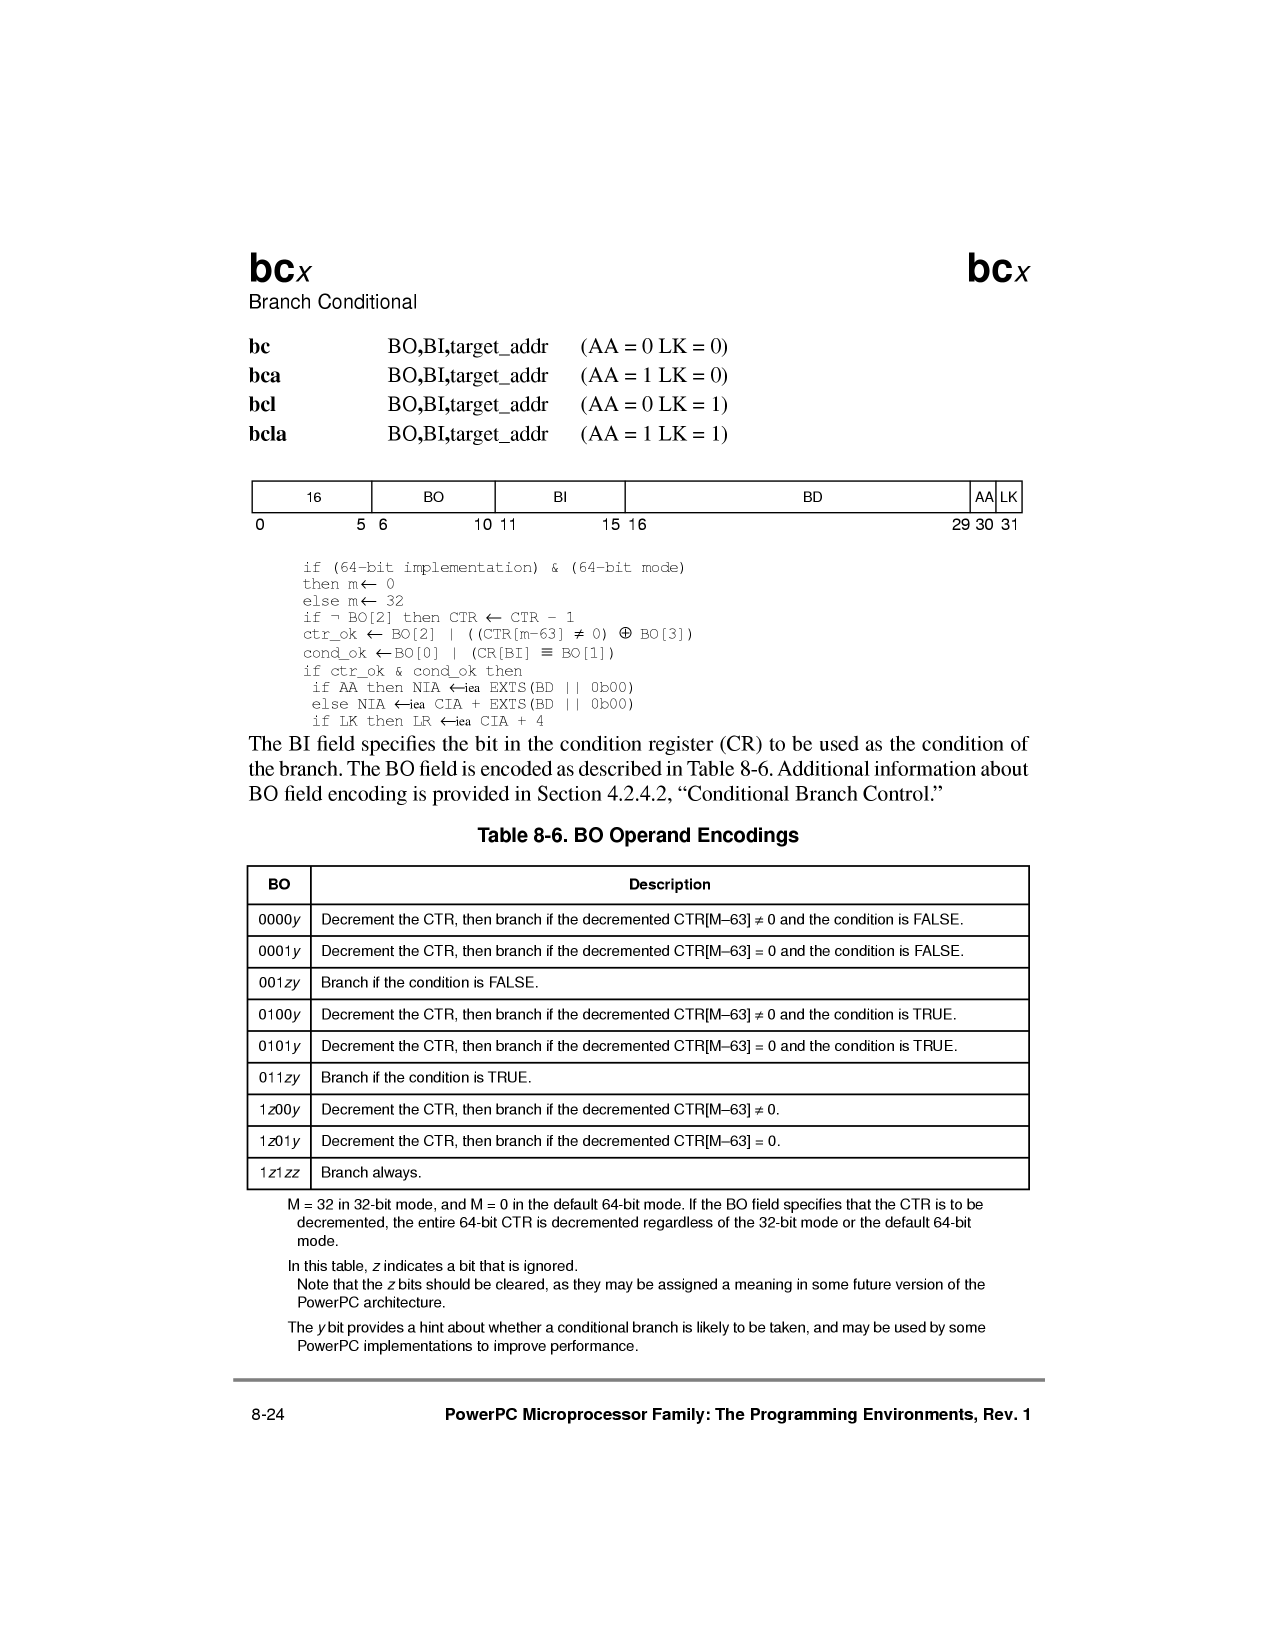 bcx bcx
Branch Conditional
bc BO,BI,target_addr (AA = 0 LK = 0)
bca BO,BI,target_addr (AA = 1 LK = 0)
bcl BO,BI,target_addr (AA = 0 LK = 1)
bcla BO,BI,target_addr (AA = 1 LK = 1)
16 BO BI BD AA LK
0 5 6 10 11 15 16 29 30 31
if (64-bit implementation) & (64-bit mode)
then m← 0
else m← 32
if ¬ BO[2] then CTR ← CTR – 1
ctr_ok ← BO[2] | ((CTR[m–63] ≠ 0) ⊕ BO[3])
cond_ok ← BO[0] | (CR[BI] ≡ BO[1])
if ctr_ok & cond_ok then
if AA then NIA ←iea EXTS(BD || 0b00)
else NIA ←iea CIA + EXTS(BD || 0b00)
if LK then LR ←iea CIA + 4
The BI field specifies the bit in the condition register (CR) to be used as the condition of
the branch. The BO field is encoded as described in Table 8-6. Additional information about
BO field encoding is provided in Section 4.2.4.2, “Conditional Branch Control.”
Table 8-6. BO Operand Encodings
BO Description
0000y Decrement the CTR, then branch if the decremented CTR[M–63] ≠ 0 and the condition is FALSE.
0001y Decrement the CTR, then branch if the decremented CTR[M–63] = 0 and the condition is FALSE.
001zy Branch if the condition is FALSE.
0100y Decrement the CTR, then branch if the decremented CTR[M–63] ≠ 0 and the condition is TRUE.
0101y Decrement the CTR, then branch if the decremented CTR[M–63] = 0 and the condition is TRUE.
011zy Branch if the condition is TRUE.
1z00y Decrement the CTR, then branch if the decremented CTR[M–63] ≠ 0.
1z01y Decrement the CTR, then branch if the decremented CTR[M–63] = 0.
1z1zz Branch always.
M = 32 in 32-bit mode, and M = 0 in the default 64-bit mode. If the BO field specifies that the CTR is to be
decremented, the entire 64-bit CTR is decremented regardless of the 32-bit mode or the default 64-bit
mode.
In this table, z indicates a bit that is ignored.
Note that the z bits should be cleared, as they may be assigned a meaning in some future version of the
PowerPC architecture.
The y bit provides a hint about whether a conditional branch is likely to be taken, and may be used by some
PowerPC implementations to improve performance.
8-24 PowerPC Microprocessor Family: The Programming Environments, Rev. 1